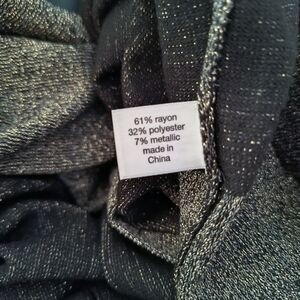 61% rayon
32% polyester
7% metallic
made in
China